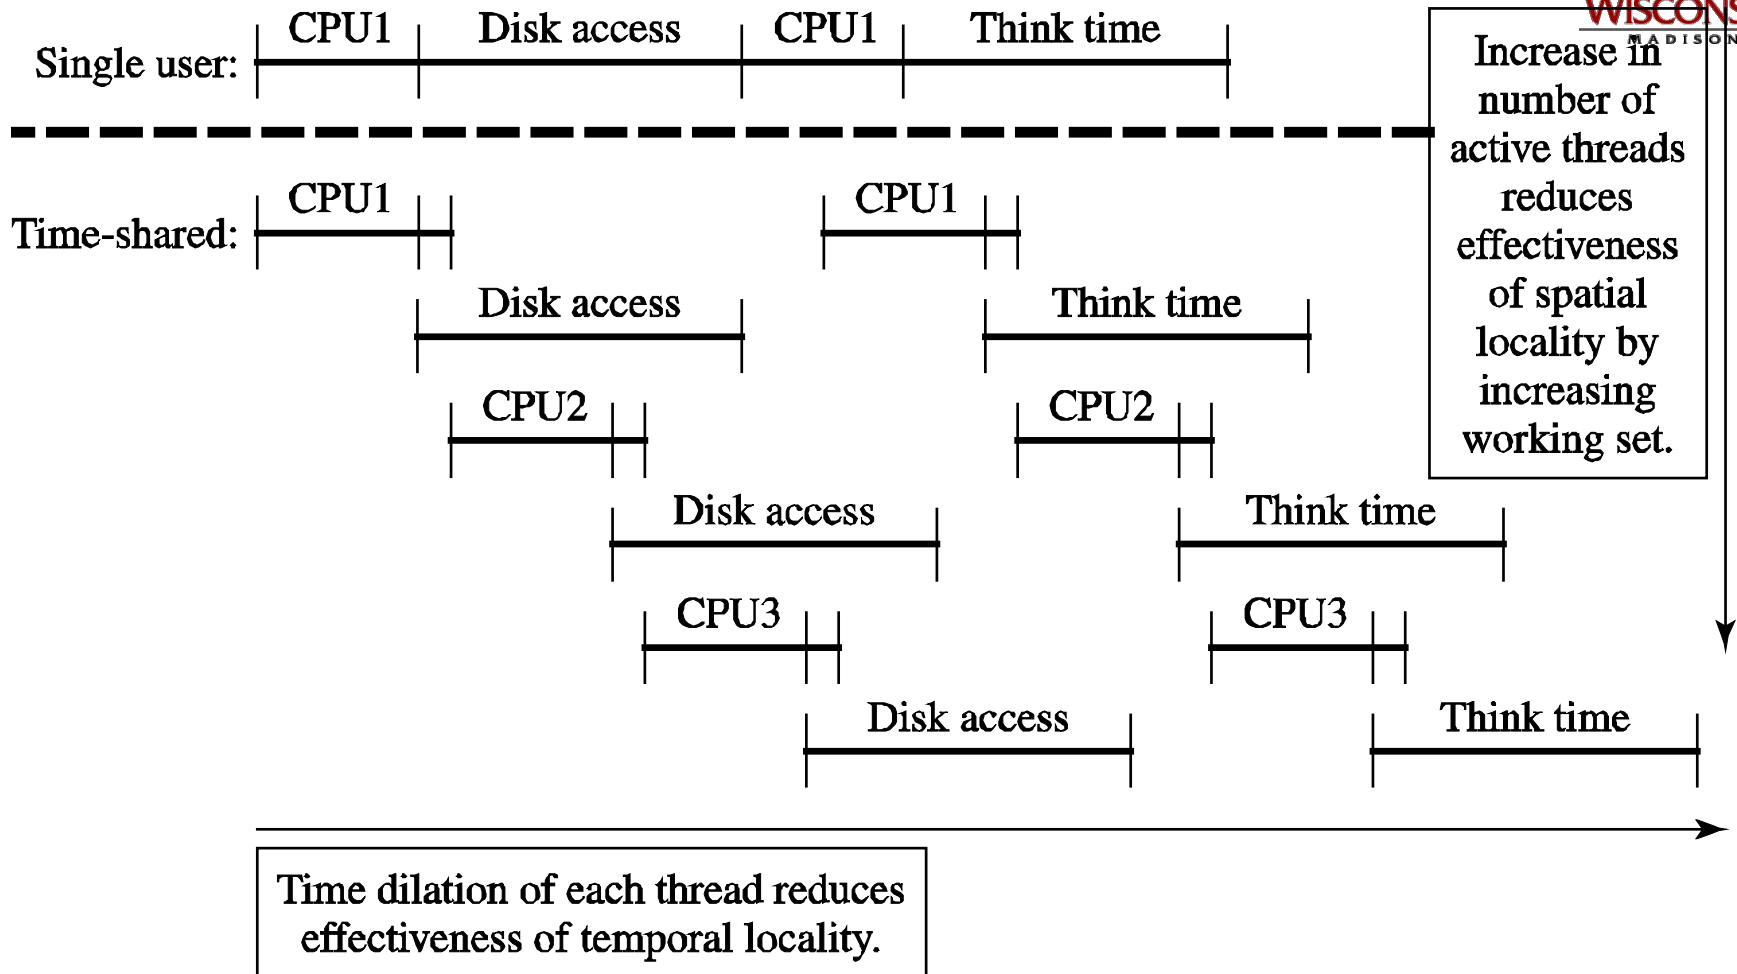 WISCONS
MADISON
Single user:
CPU1
Disk access
CPU1
Think time
Increase in
number of
active threads
reduces
effectiveness
of spatial
locality by
increasing
working set.
Time-shared:
CPU1
CPU1
Disk access
Think time
CPU2
CPU2
Disk access
Think time
CPU3
CPU3
Disk access
Think time
Time dilation of each thread reduces
effectiveness of temporal locality.